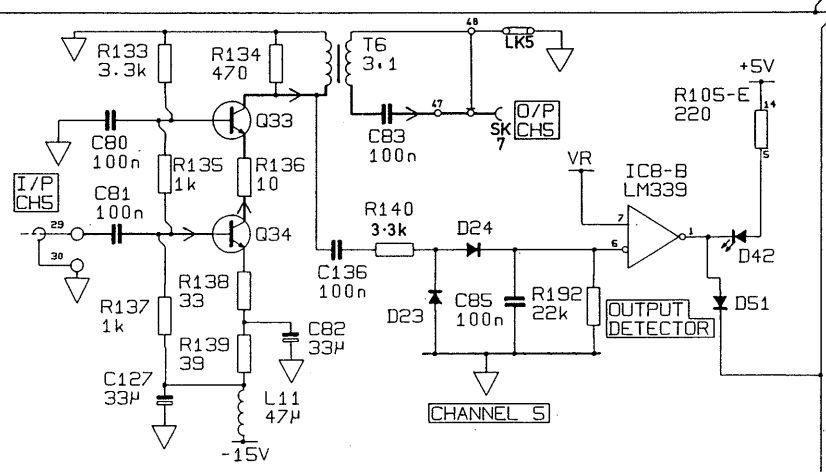 48
LK5
R133
3.3k
R134
470
T6
3.1
+5V
R105-E
220
14
5
C80
100n
Q33
47
C83
100n
SK
7
O/P
CH5
R135
1k
R136
10
VR
IC8-B
LM339
I/P
CH5
C81
100n
29
30
Q34
R140
3.3k
D24
7
6
1
D42
C136
100n
R138
33
R137
1k
D23
C85
100n
R192
22k
OUTPUT
DETECTOR
D51
C82
33µ
R139
39
C127
33µ
L11
47µ
CHANNEL 5
-15V